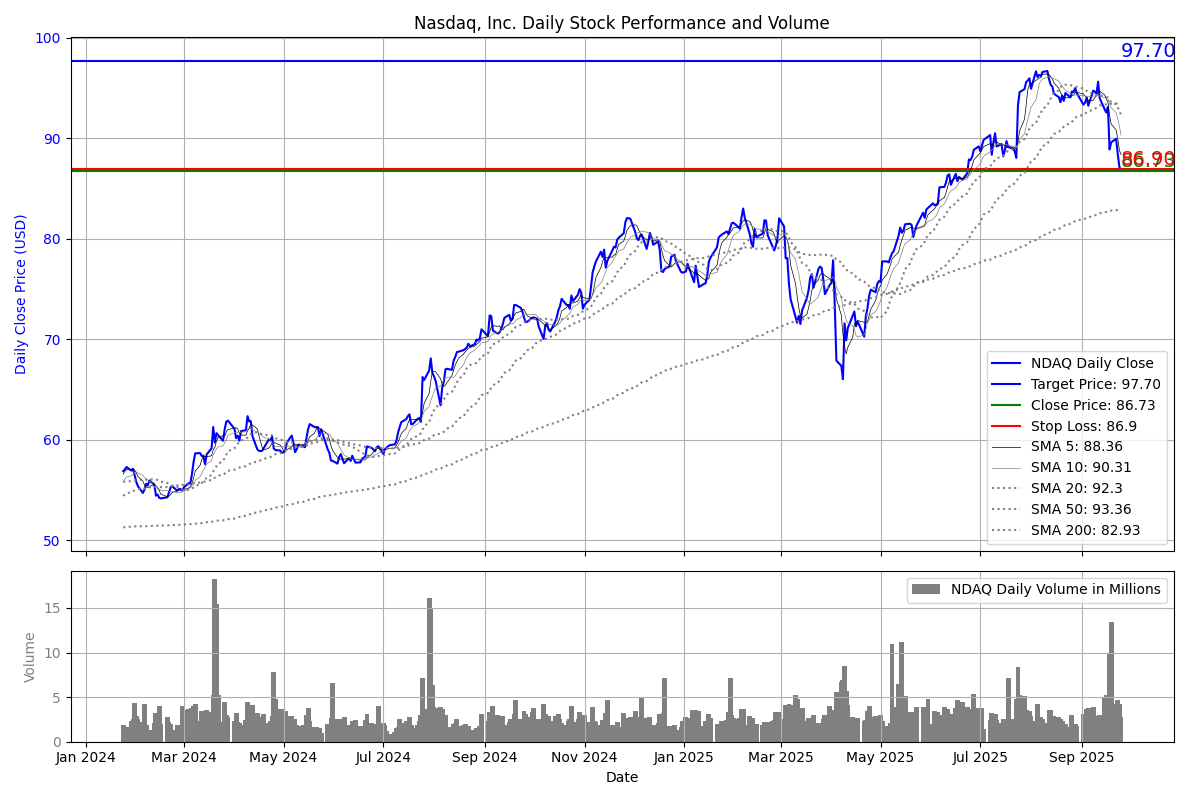 Nasdaq, Inc. Daily Stock Performance and Volume
100
90
80
70
60
50
Daily Close Price (USD)
97.70
86.90
86.73
NDAQ Daily Close
Target Price: 97.70
Close Price: 86.73
Stop Loss: 86.9
SMA 5: 88.36
SMA 10: 90.31
SMA 20: 92.3
SMA 50: 93.36
SMA 200: 82.93
15
10
5
0
Volume
NDAQ Daily Volume in Millions
Jan 2024 Mar 2024 May 2024 Jul 2024 Sep 2024 Nov 2024 Jan 2025 Mar 2025 May 2025 Jul 2025 Sep 2025
Date